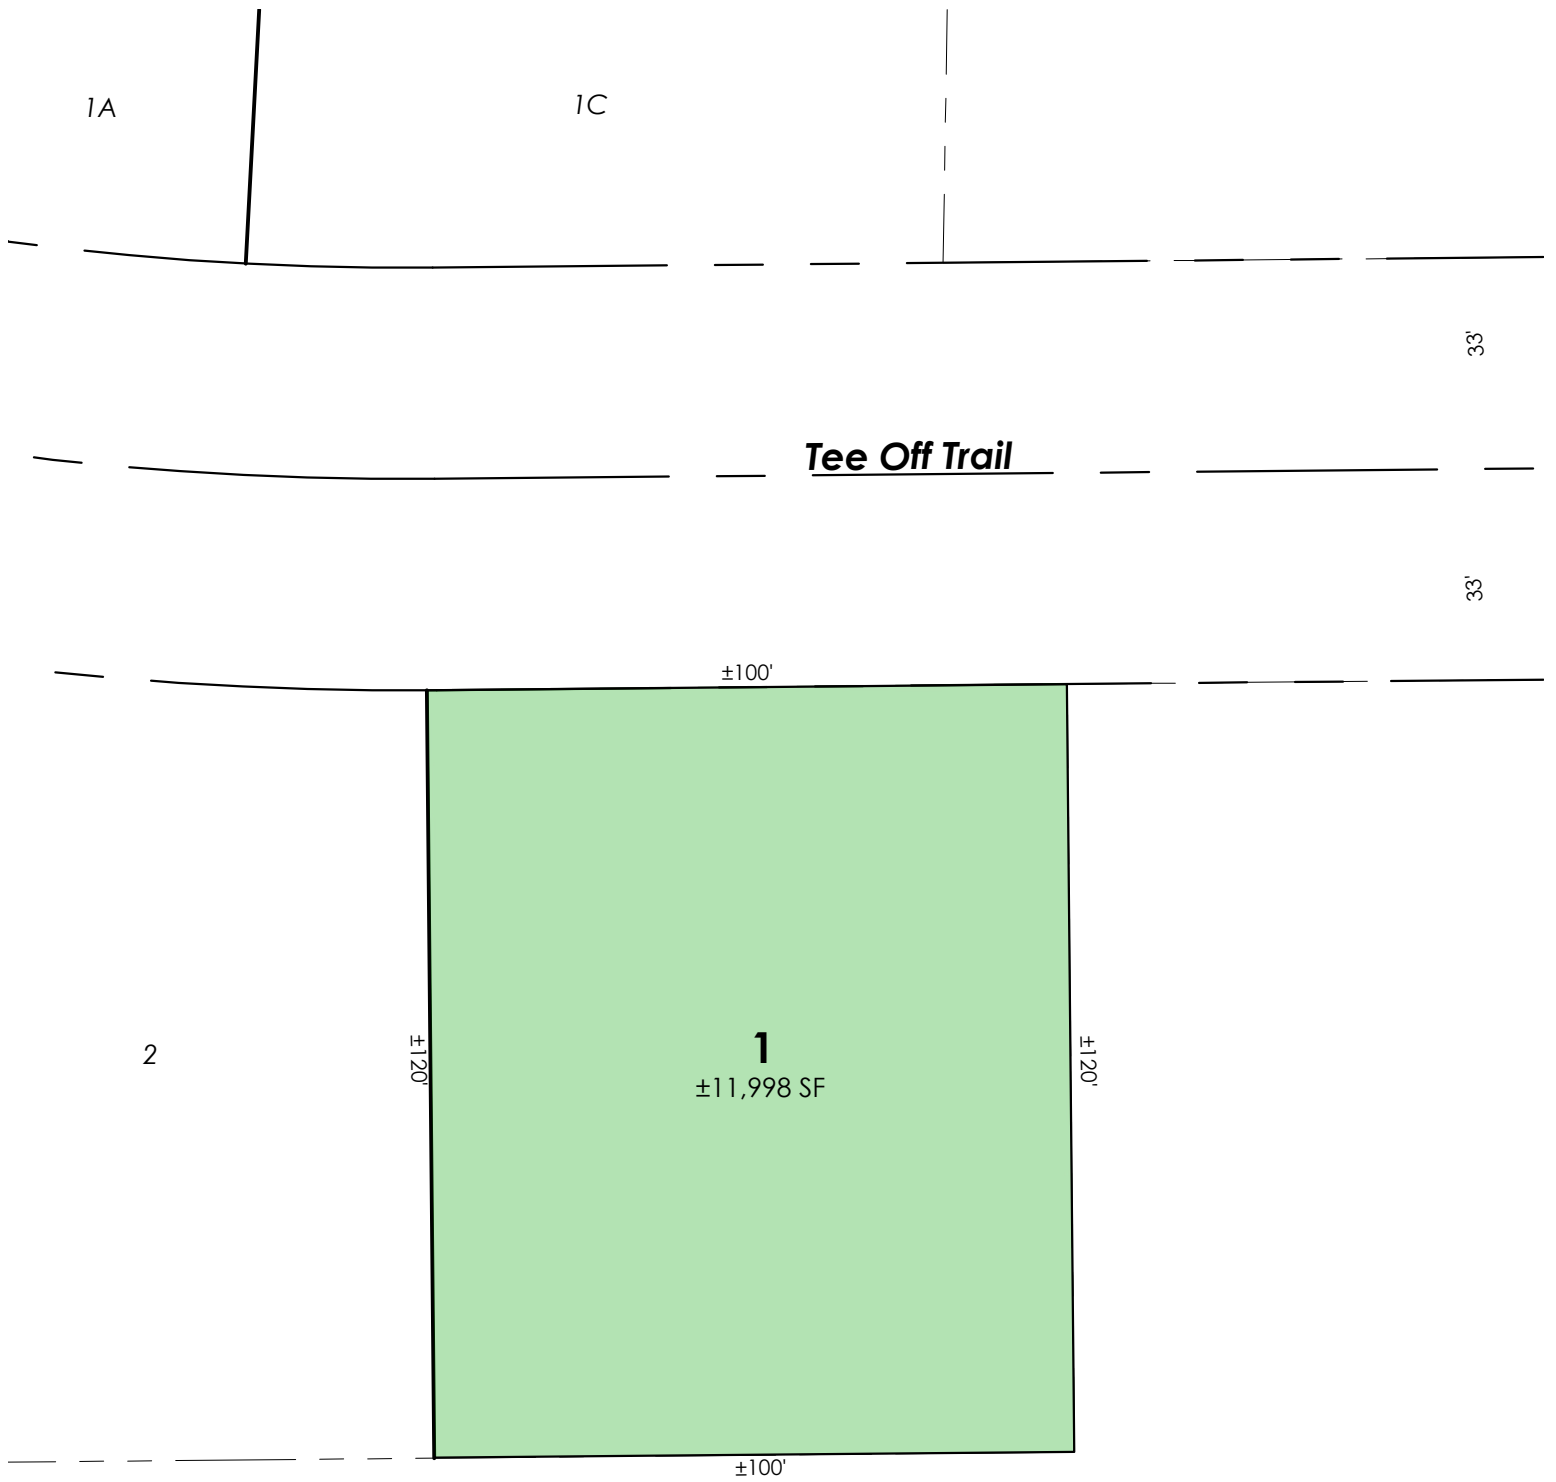 1A
1C
33'
Tee Off Trail
33'
±100'
2
±120'
1
±11,998 SF
±120'
±100'